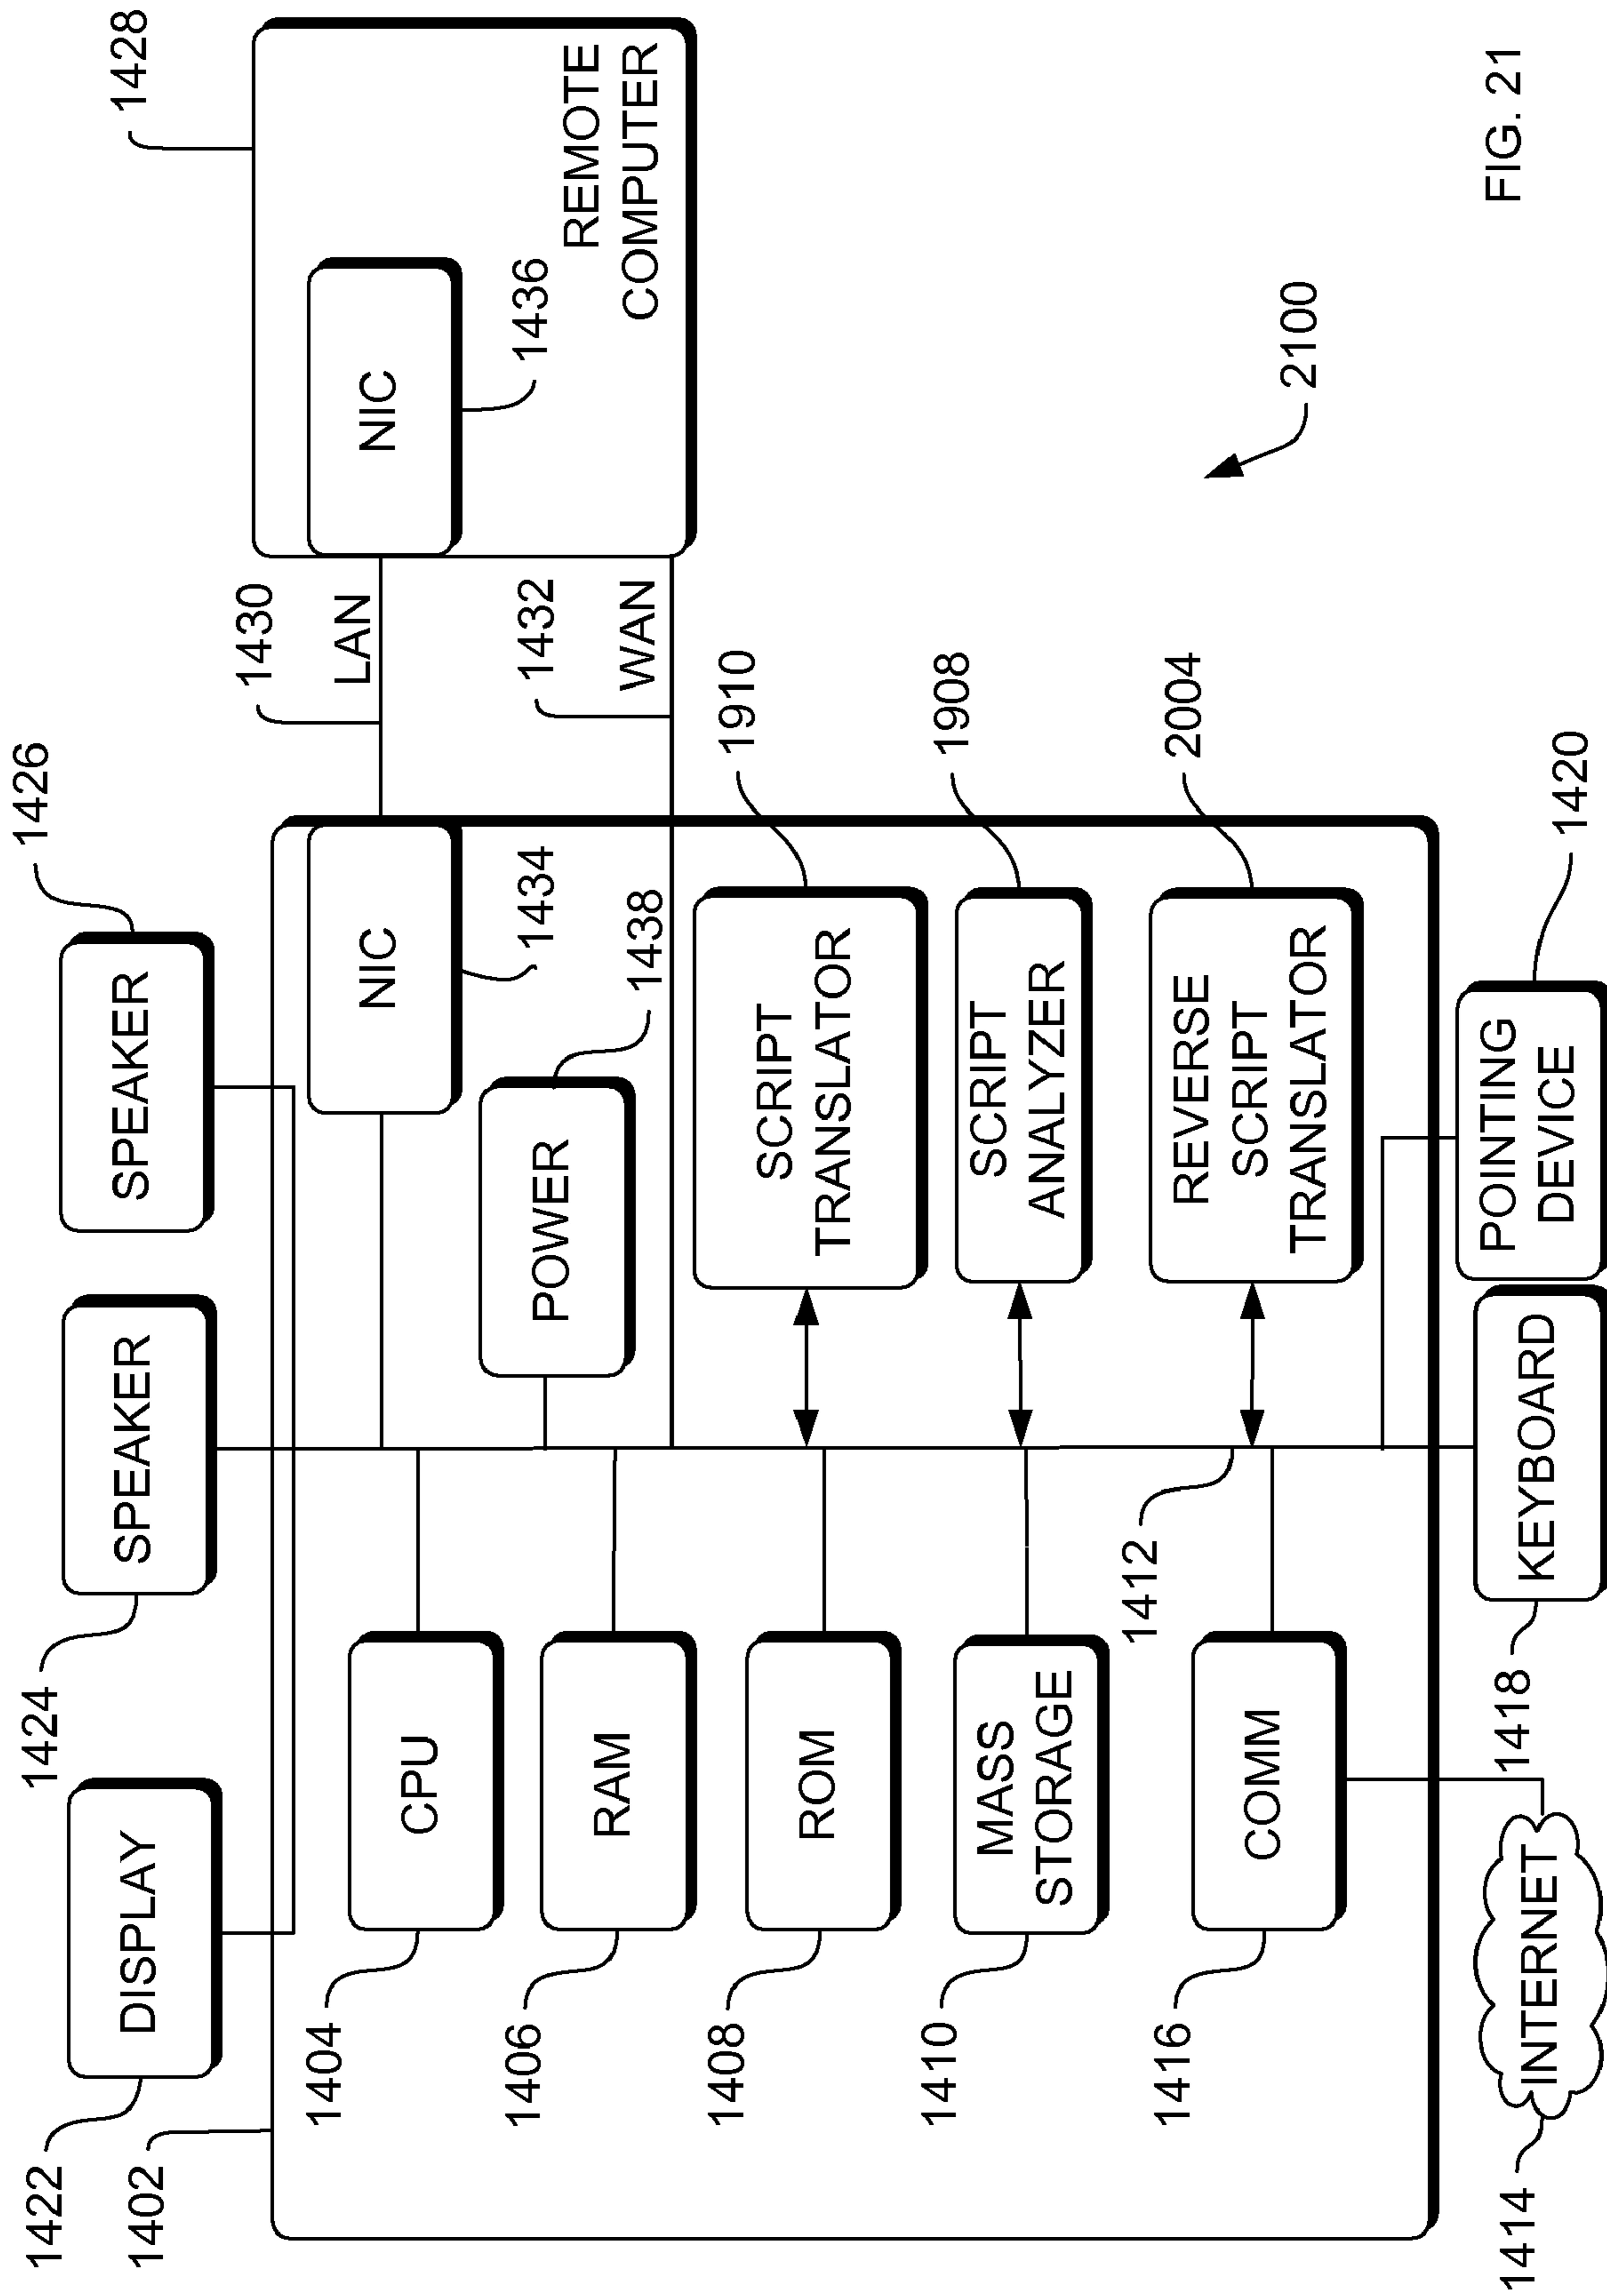 1422
DISPLAY
1424
SPEAKER
SPEAKER
1426
1402
1428
1404
CPU
NIC
1434
1430
LAN
NIC
1436
REMOTE
COMPUTER
1406
RAM
POWER
1438
1432
WAN
1408
ROM
SCRIPT
TRANSLATOR
1910
1410
MASS
STORAGE
SCRIPT
ANALYZER
1908
1412
1416
COMM
REVERSE
SCRIPT
TRANSLATOR
2004
2100
1414
INTERNET
1418
KEYBOARD
POINTING
DEVICE
1420
FIG. 21